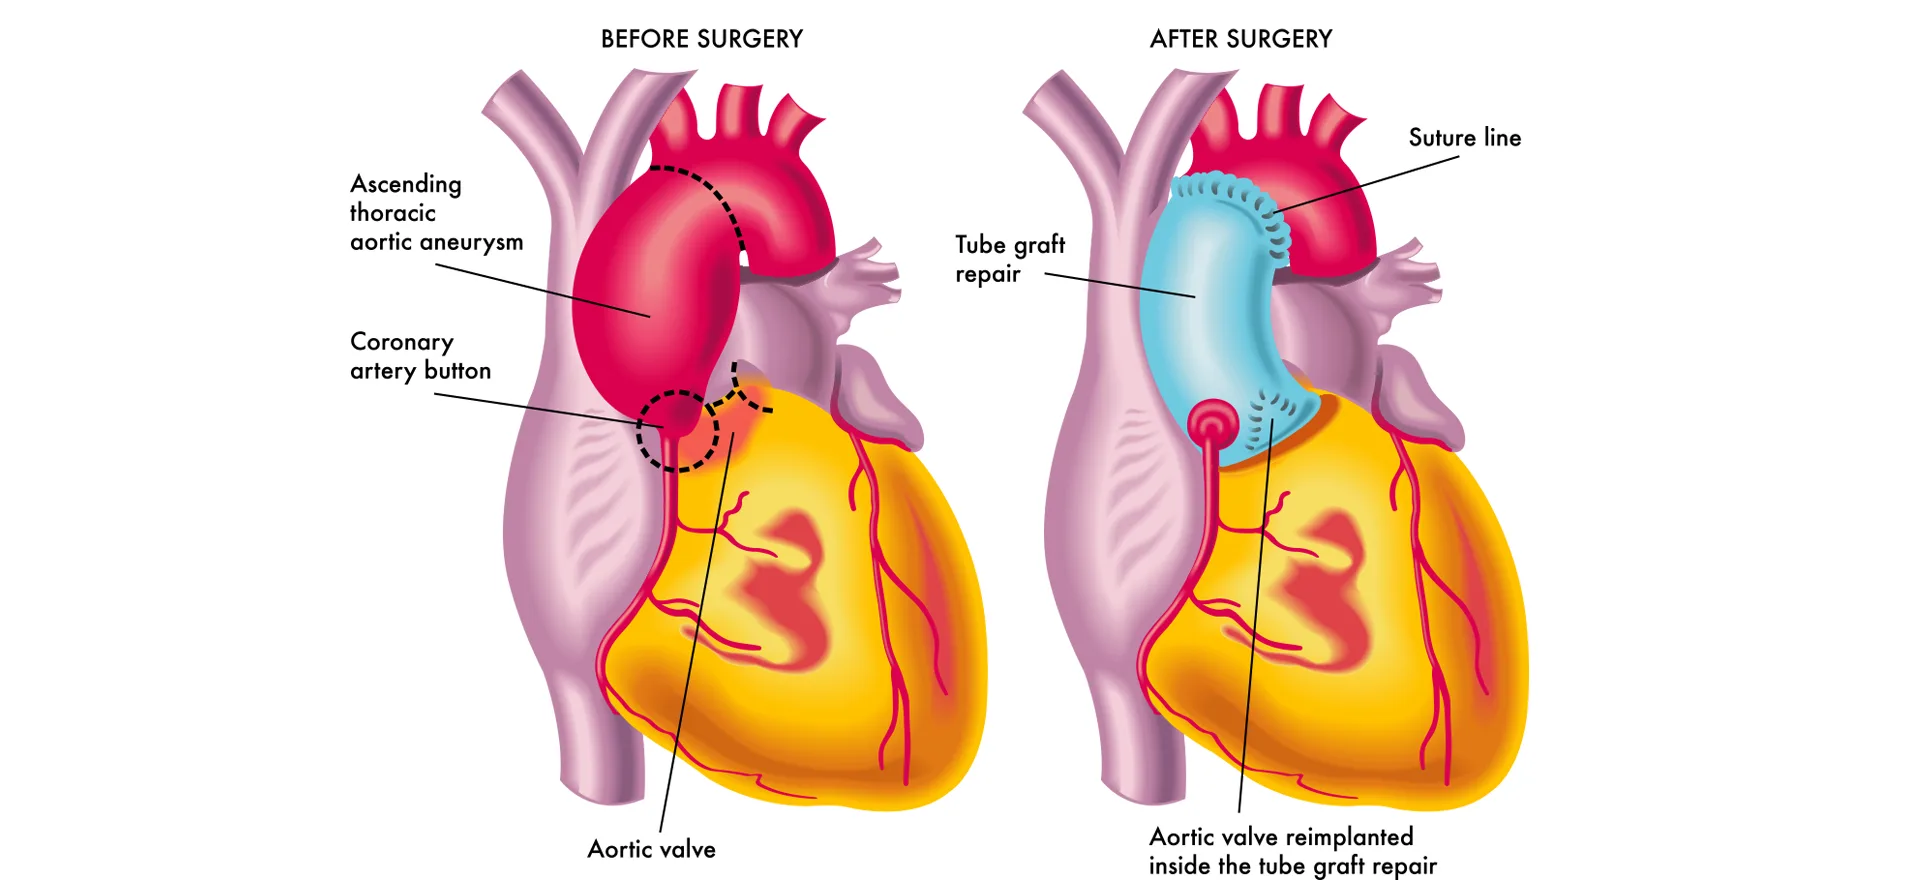 BEFORE SURGERY
Ascending
thoracic
aortic aneurysm
Coronary
artery button
Aortic valve
AFTER SURGERY
Suture line
Tube graft
repair
Aortic valve reimplanted
inside the tube graft repair